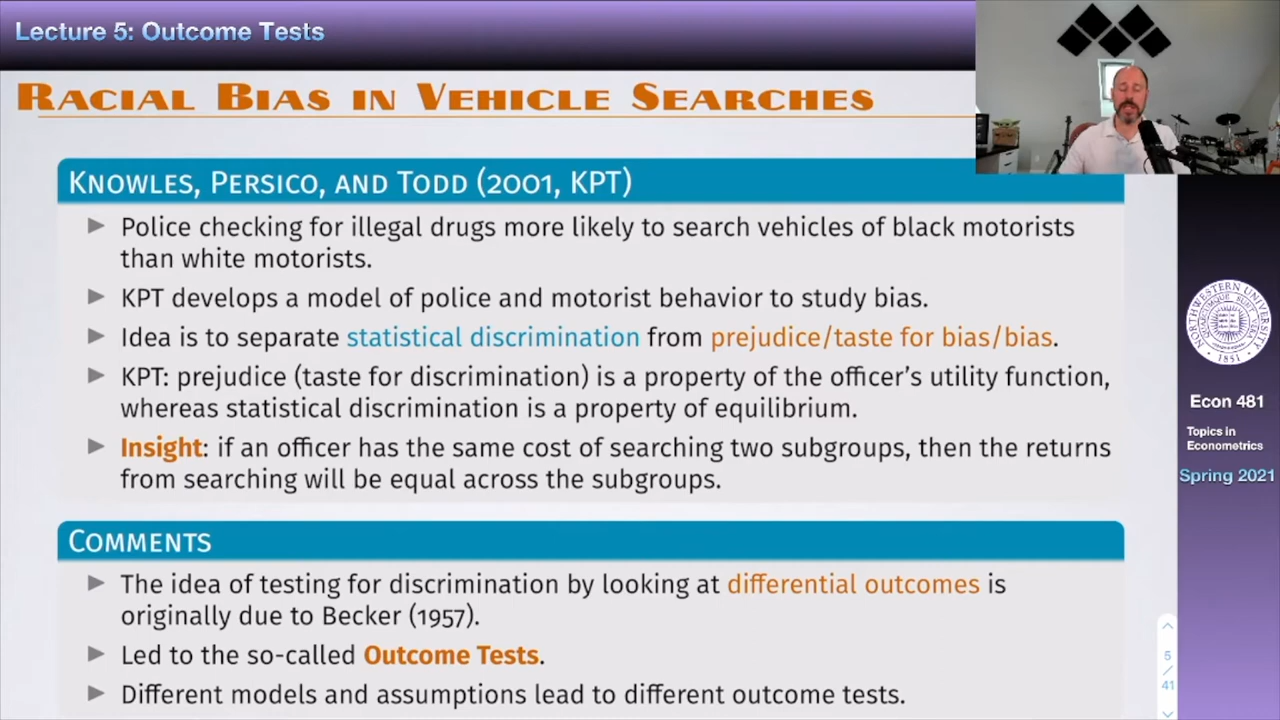 Lecture 5: Outcome Tests
Racial Bias in Vehicle Searches
Knowles, Persico, and Todd (2001, KPT)
▶ Police checking for illegal drugs more likely to search vehicles of black motorists
than white motorists.
▶ KPT develops a model of police and motorist behavior to study bias.
▶ Idea is to separate statistical discrimination from prejudice/taste for bias/bias.
▶ KPT: prejudice (taste for discrimination) is a property of the officer's utility function,
whereas statistical discrimination is a property of equilibrium.
▶ Insight: if an officer has the same cost of searching two subgroups, then the returns
from searching will be equal across the subgroups.
Comments
▶ The idea of testing for discrimination by looking at differential outcomes is
originally due to Becker (1957).
▶ Led to the so-called Outcome Tests.
▶ Different models and assumptions lead to different outcome tests.
NORTHWESTERN UNIVERSITY
1851
Econ 481
Topics in
Econometrics
Spring 2021
5
/
41